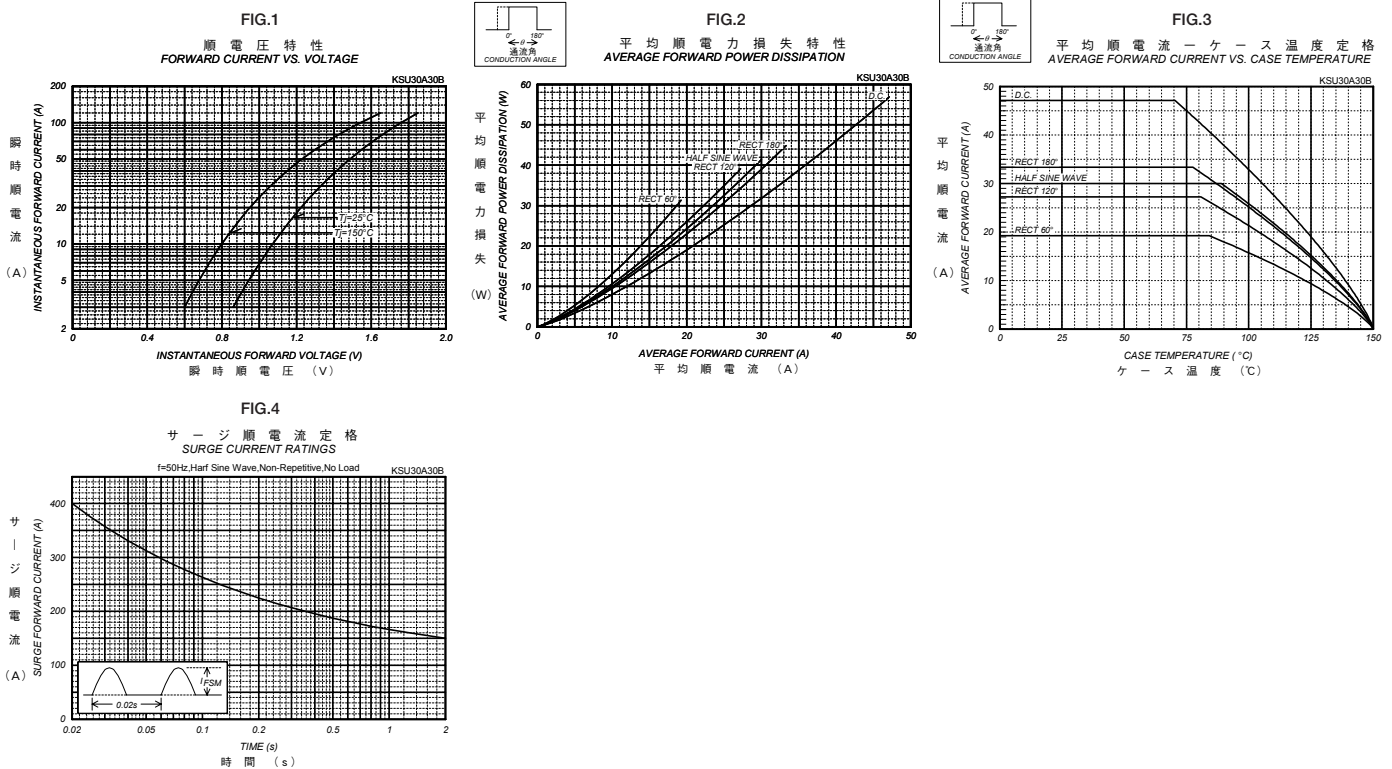 FIG.1
順 電 圧 特 性
FORWARD CURRENT VS. VOLTAGE
KSU30A30B
瞬 時 順 電 流 （A）
INSTANTANEOUS FORWARD CURRENT (A)
200
100
50
20
10
5
2
Tj=25°C
Tj=150°C
0 0.4 0.8 1.2 1.6 2.0
INSTANTANEOUS FORWARD VOLTAGE (V)
瞬 時 順 電 圧 （V）
0° 180°
θ
通流角
CONDUCTION ANGLE
FIG.2
平 均 順 電 力 損 失 特 性
AVERAGE FORWARD POWER DISSIPATION
KSU30A30B
平 均 順 電 力 損 失 （W）
AVERAGE FORWARD POWER DISSIPATION (W)
60
50
40
30
20
10
0
D.C.
RECT 180°
HALF SINE WAVE
RECT 120°
RECT 60°
0 10 20 30 40 50
AVERAGE FORWARD CURRENT (A)
平 均 順 電 流 （A）
0° 180°
θ
通流角
CONDUCTION ANGLE
FIG.3
平 均 順 電 流 － ケ ー ス 温 度 定 格
AVERAGE FORWARD CURRENT VS. CASE TEMPERATURE
KSU30A30B
平 均 順 電 流 （A）
AVERAGE FORWARD CURRENT (A)
50
40
30
20
10
0
D.C.
RECT 180°
HALF SINE WAVE
RECT 120°
RECT 60°
0 25 50 75 100 125 150
CASE TEMPERATURE (°C)
ケ ー ス 温 度 （℃）
FIG.4
サ ー ジ 順 電 流 定 格
SURGE CURRENT RATINGS
f=50Hz,Harf Sine Wave,Non-Repetitive,No Load
KSU30A30B
サ ー ジ 順 電 流 （A）
SURGE FORWARD CURRENT (A)
400
300
200
100
0
IFSM
0.02s
0.02 0.05 0.1 0.2 0.5 1 2
TIME (s)
時 間 （s）